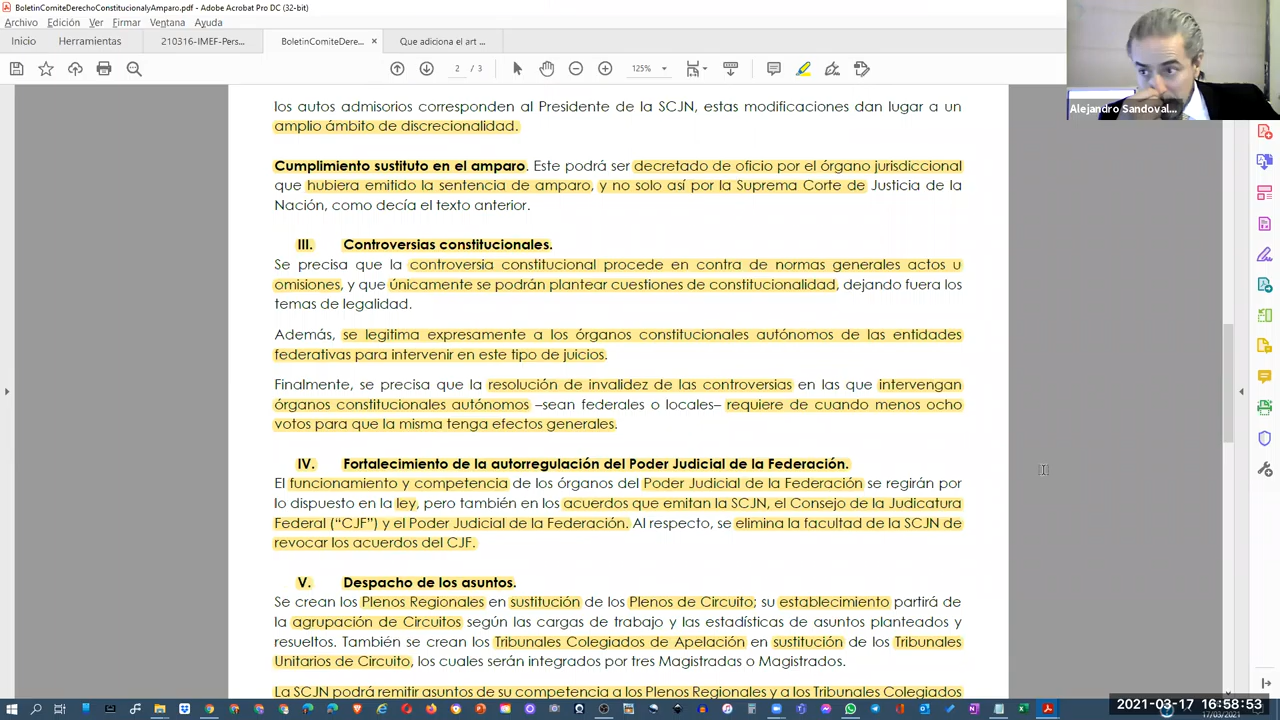 BoletinComiteDerechoConstitucionalyAmparo.pdf - Adobe Acrobat Pro DC (32-bit)
Archivo Edición Ver Firmar Ventana Ayuda
Inicio Herramientas 210316-IMEF-Pers... BoletinComiteDere... × Que adiciona el art ...
2 / 3 125%
Alejandro Sandoval...
los autos admisorios corresponden al Presidente de la SCJN, estas modificaciones dan lugar a un
amplio ámbito de discrecionalidad.
Cumplimiento sustituto en el amparo. Este podrá ser decretado de oficio por el órgano jurisdiccional
que hubiera emitido la sentencia de amparo, y no solo así por la Suprema Corte de Justicia de la
Nación, como decía el texto anterior.
III. Controversias constitucionales.
Se precisa que la controversia constitucional procede en contra de normas generales actos u
omisiones, y que únicamente se podrán plantear cuestiones de constitucionalidad, dejando fuera los
temas de legalidad.
Además, se legitima expresamente a los órganos constitucionales autónomos de las entidades
federativas para intervenir en este tipo de juicios.
Finalmente, se precisa que la resolución de invalidez de las controversias en las que intervengan
órganos constitucionales autónomos –sean federales o locales– requiere de cuando menos ocho
votos para que la misma tenga efectos generales.
IV. Fortalecimiento de la autorregulación del Poder Judicial de la Federación.
El funcionamiento y competencia de los órganos del Poder Judicial de la Federación se regirán por
lo dispuesto en la ley, pero también en los acuerdos que emitan la SCJN, el Consejo de la Judicatura
Federal (“CJF”) y el Poder Judicial de la Federación. Al respecto, se elimina la facultad de la SCJN de
revocar los acuerdos del CJF.
V. Despacho de los asuntos.
Se crean los Plenos Regionales en sustitución de los Plenos de Circuito; su establecimiento partirá de
la agrupación de Circuitos según las cargas de trabajo y las estadísticas de asuntos planteados y
resueltos. También se crean los Tribunales Colegiados de Apelación en sustitución de los Tribunales
Unitarios de Circuito, los cuales serán integrados por tres Magistradas o Magistrados.
La SCJN podrá remitir asuntos de su competencia a los Plenos Regionales y a los Tribunales Colegiados
2021-03-17 16:58:53
17/03/2021